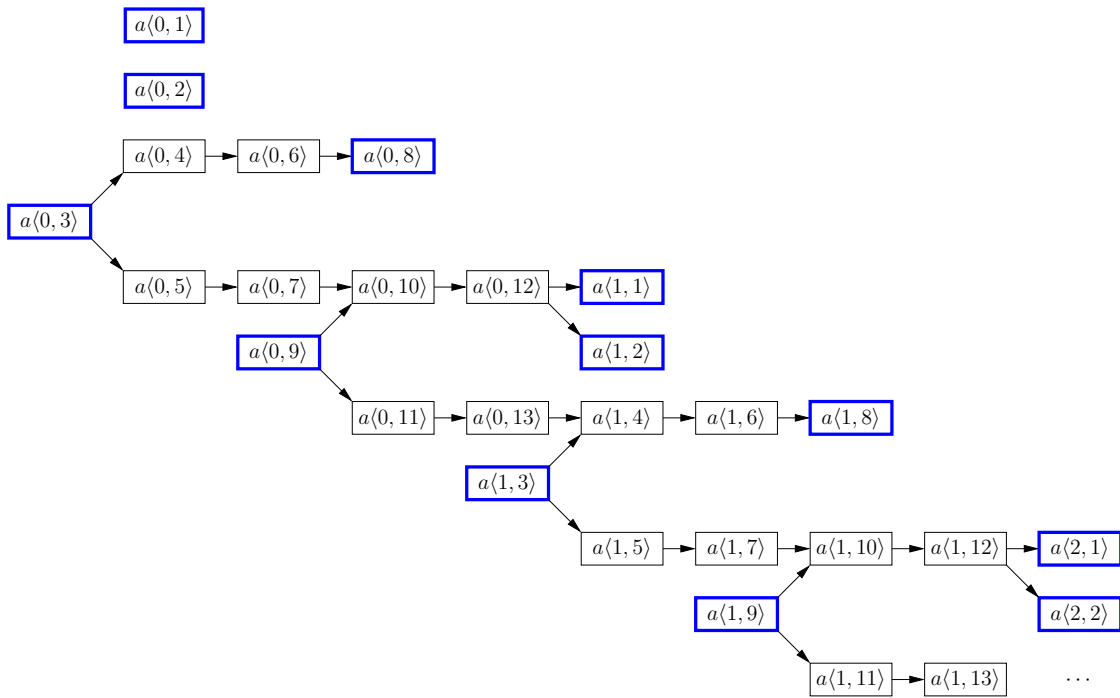 a⟨0, 1⟩
a⟨0, 2⟩
a⟨0, 4⟩ a⟨0, 6⟩ a⟨0, 8⟩
a⟨0, 3⟩
a⟨0, 5⟩ a⟨0, 7⟩ a⟨0, 10⟩ a⟨0, 12⟩ a⟨1, 1⟩
a⟨0, 9⟩ a⟨1, 2⟩
a⟨0, 11⟩ a⟨0, 13⟩ a⟨1, 4⟩ a⟨1, 6⟩ a⟨1, 8⟩
a⟨1, 3⟩
a⟨1, 5⟩ a⟨1, 7⟩ a⟨1, 10⟩ a⟨1, 12⟩ a⟨2, 1⟩
a⟨1, 9⟩ a⟨2, 2⟩
a⟨1, 11⟩ a⟨1, 13⟩ ⋯